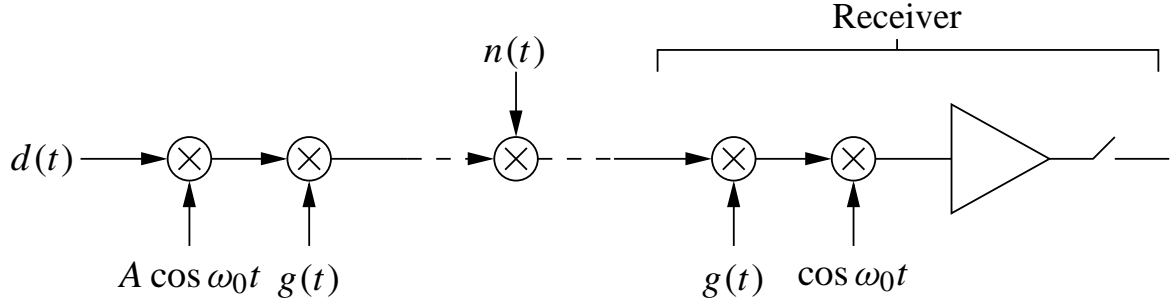 Receiver
n(t)
d(t)
A cos ω₀t
g(t)
g(t)
cos ω₀t